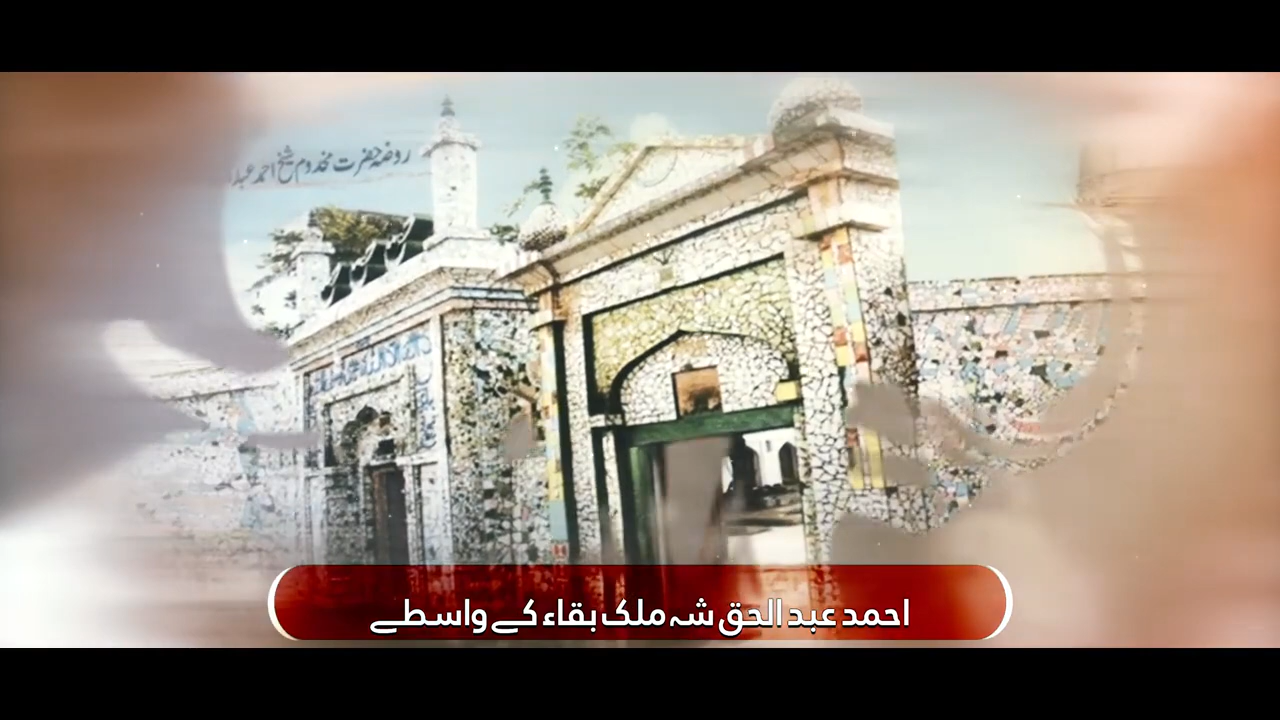 روضہ حضرت مخدوم شیخ احمد عبد
احمد عبد الحق شہ ملک بقاء کے واسطے